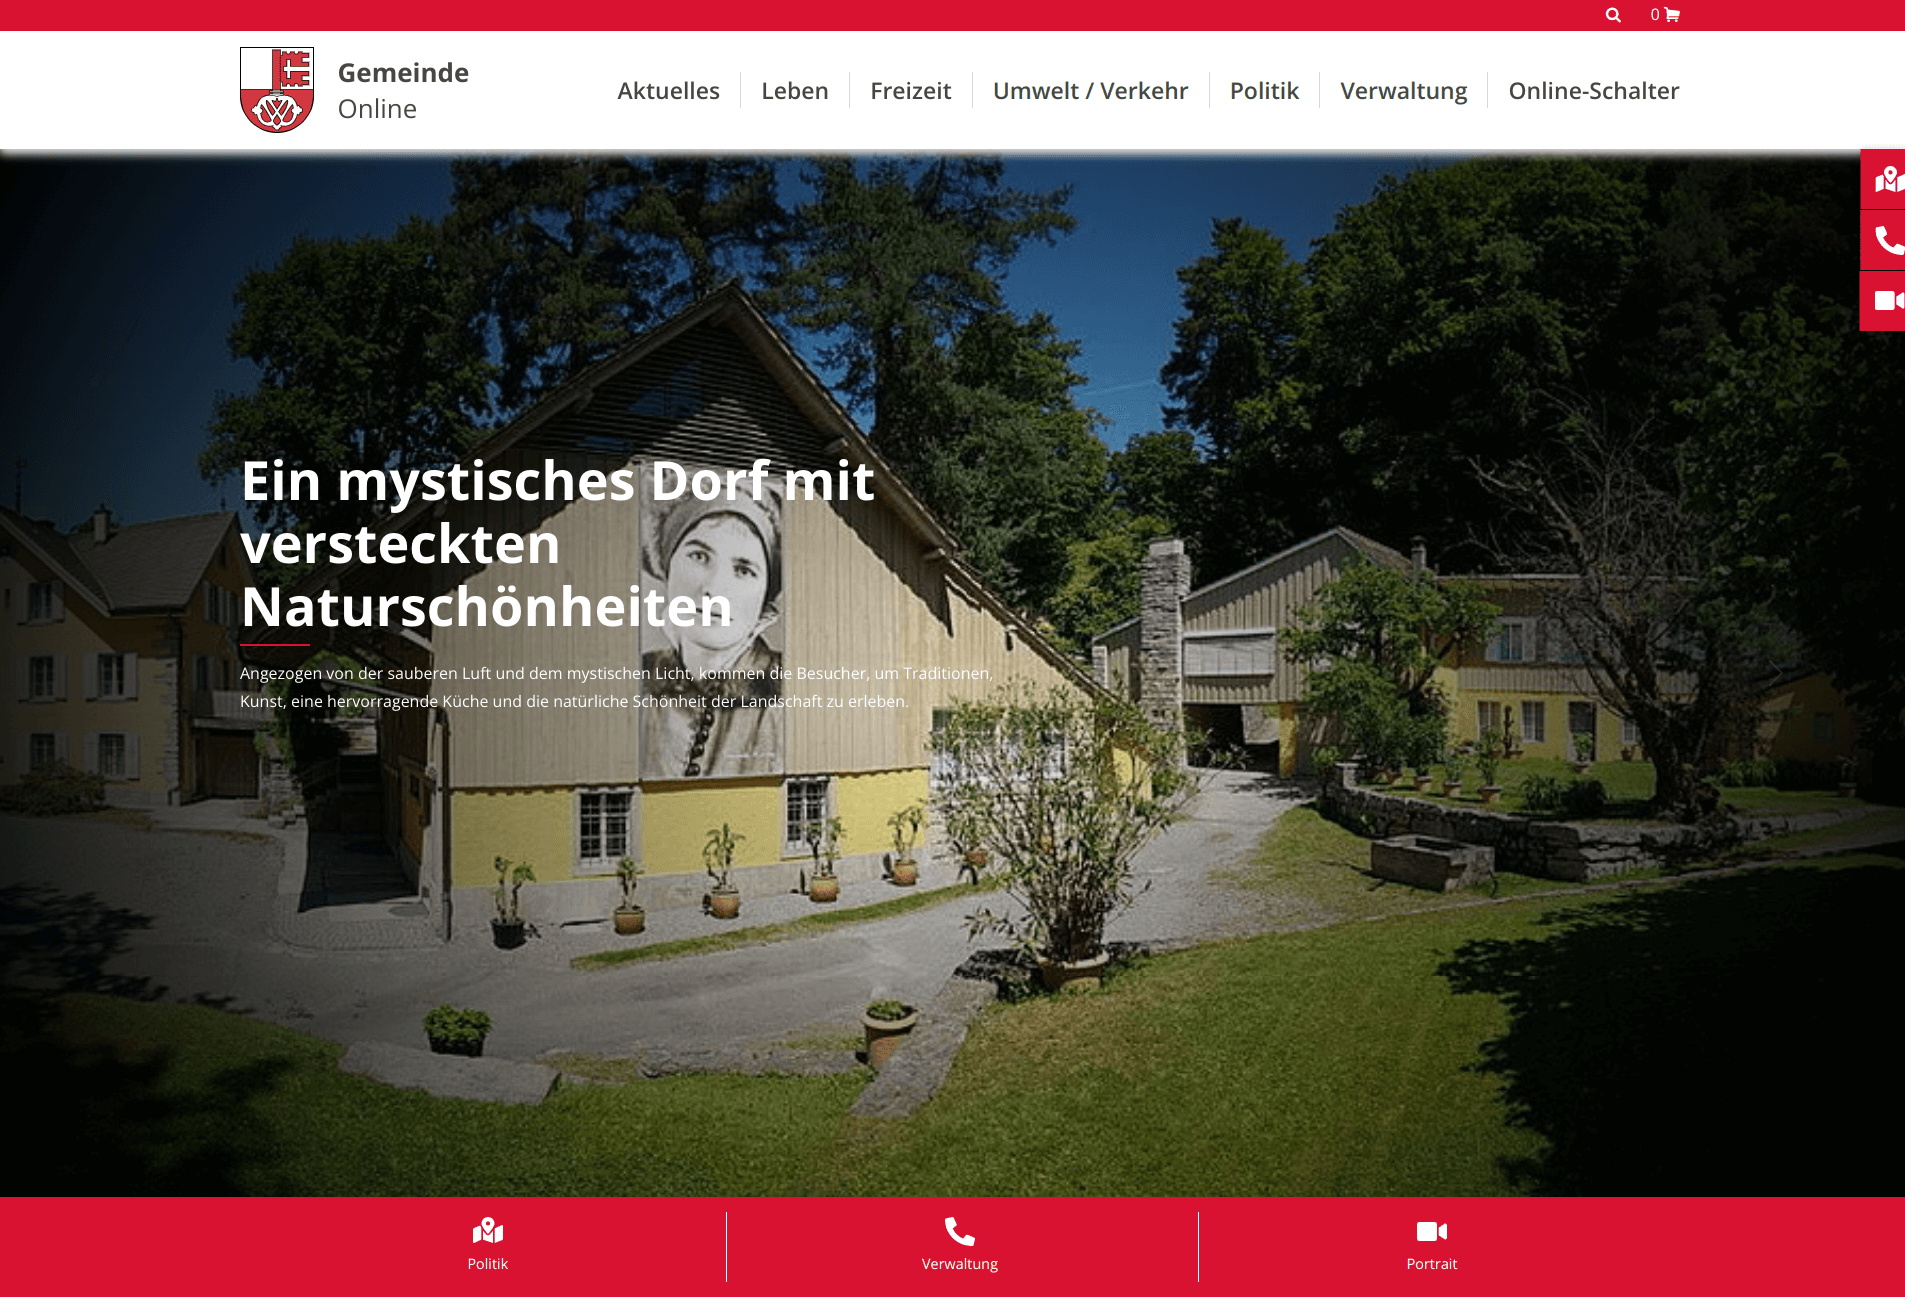 0
Gemeinde
Online
Aktuelles
Leben
Freizeit
Umwelt / Verkehr
Politik
Verwaltung
Online-Schalter
Ein mystisches Dorf mit
versteckten
Naturschönheiten
Angezogen von der sauberen Luft und dem mystischen Licht, kommen die Besucher, um Traditionen,
Kunst, eine hervorragende Küche und die natürliche Schönheit der Landschaft zu erleben.
Politik
Verwaltung
Portrait